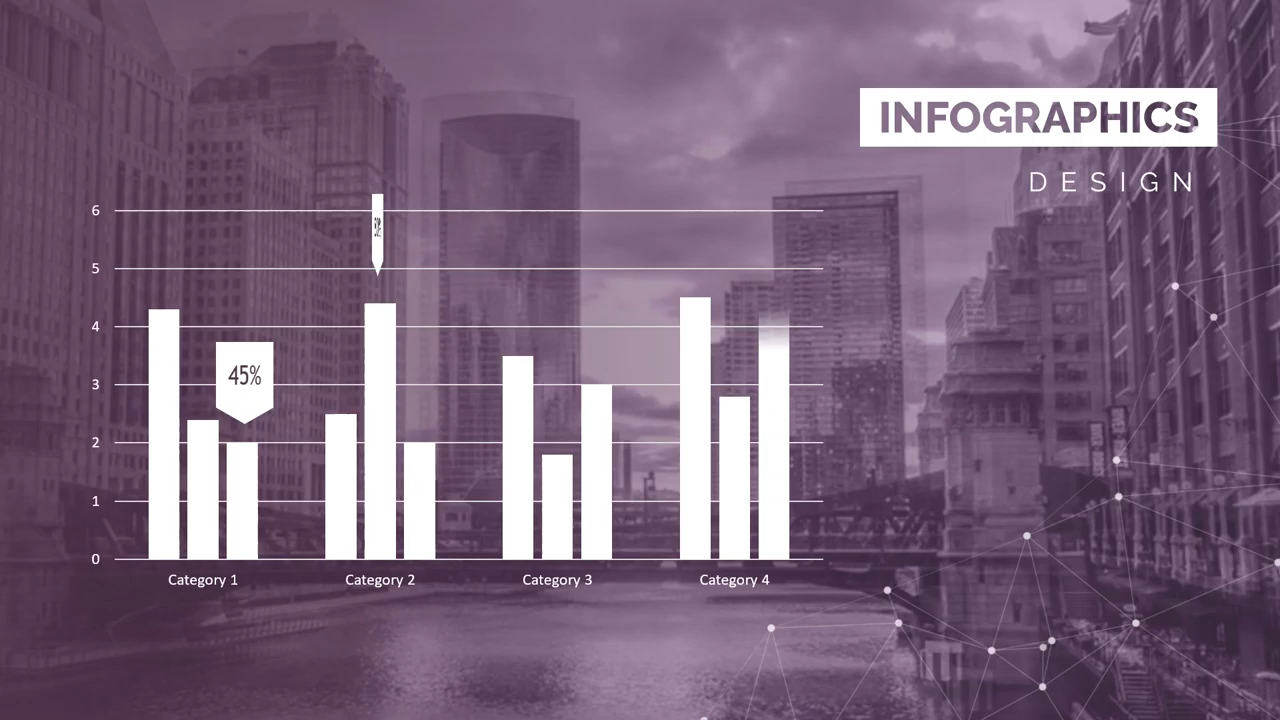 INFOGRAPHICS
DESIGN
6
5
4
3
2
1
0
45%
Category 1
Category 2
Category 3
Category 4